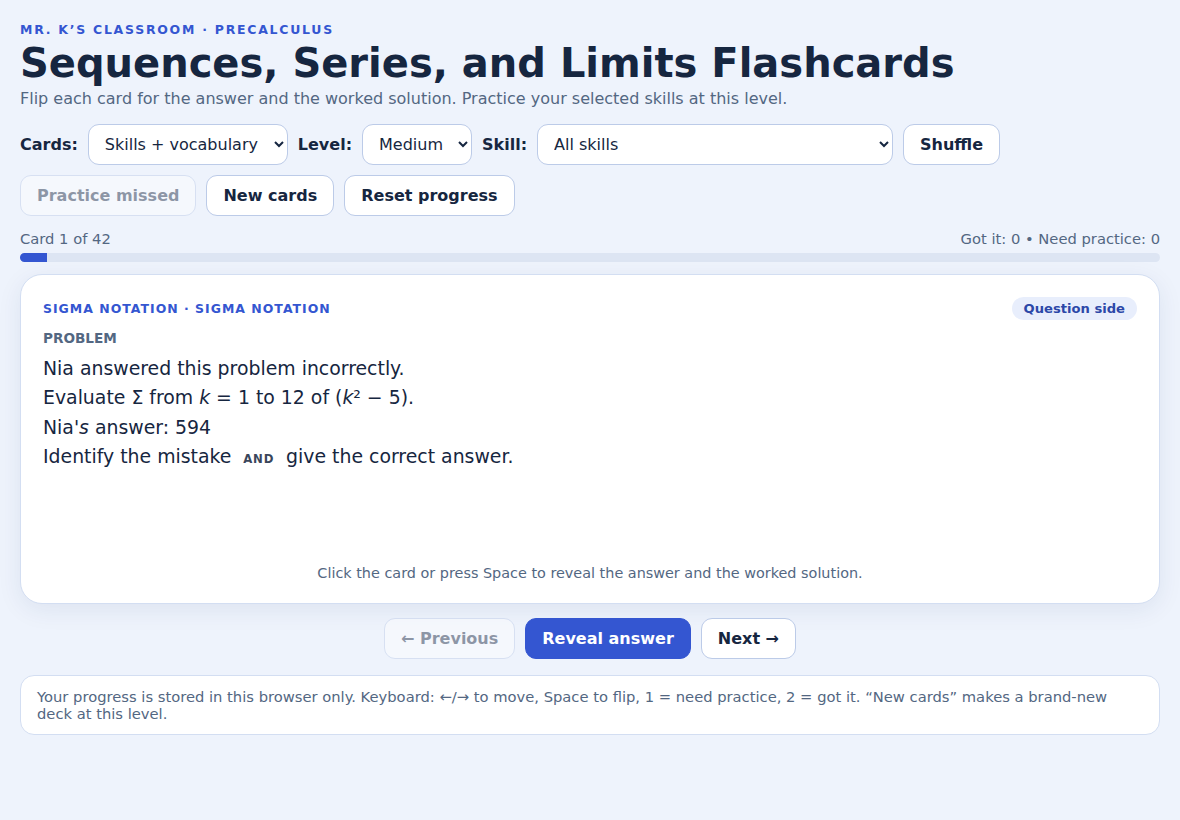 MR. K’S CLASSROOM · PRECALCULUS
Sequences, Series, and Limits Flashcards
Flip each card for the answer and the worked solution. Practice your selected skills at this level.
Cards: Skills + vocabulary Level: Medium Skill: All skills Shuffle
Practice missed New cards Reset progress
Card 1 of 42 Got it: 0 • Need practice: 0
SIGMA NOTATION · SIGMA NOTATION Question side
PROBLEM
Nia answered this problem incorrectly.
Evaluate Σ from k = 1 to 12 of (k² − 5).
Nia's answer: 594
Identify the mistake AND give the correct answer.
Click the card or press Space to reveal the answer and the worked solution.
← Previous Reveal answer Next →
Your progress is stored in this browser only. Keyboard: ←/→ to move, Space to flip, 1 = need practice, 2 = got it. “New cards” makes a brand-new
deck at this level.